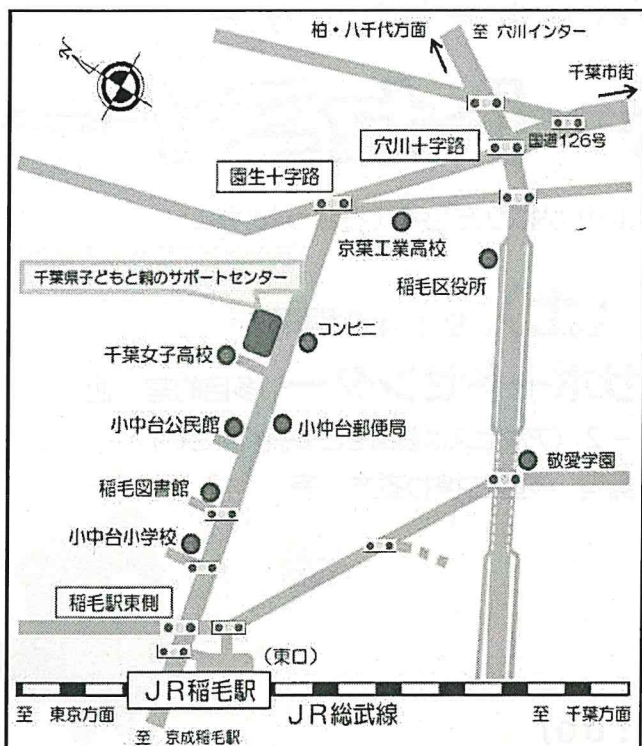 N
柏・八千代方面
至 穴川インター
千葉市街
穴川十字路
国道126号
園生十字路
京葉工業高校
稲毛区役所
千葉県子どもと親のサポートセンター
コンビニ
千葉女子高校
小中台公民館
小仲台郵便局
稲毛図書館
敬愛学園
小中台小学校
稲毛駅東側
(東口)
JR稲毛駅
至 東京方面
JR総武線
至 千葉方面
至 京成稲毛駅